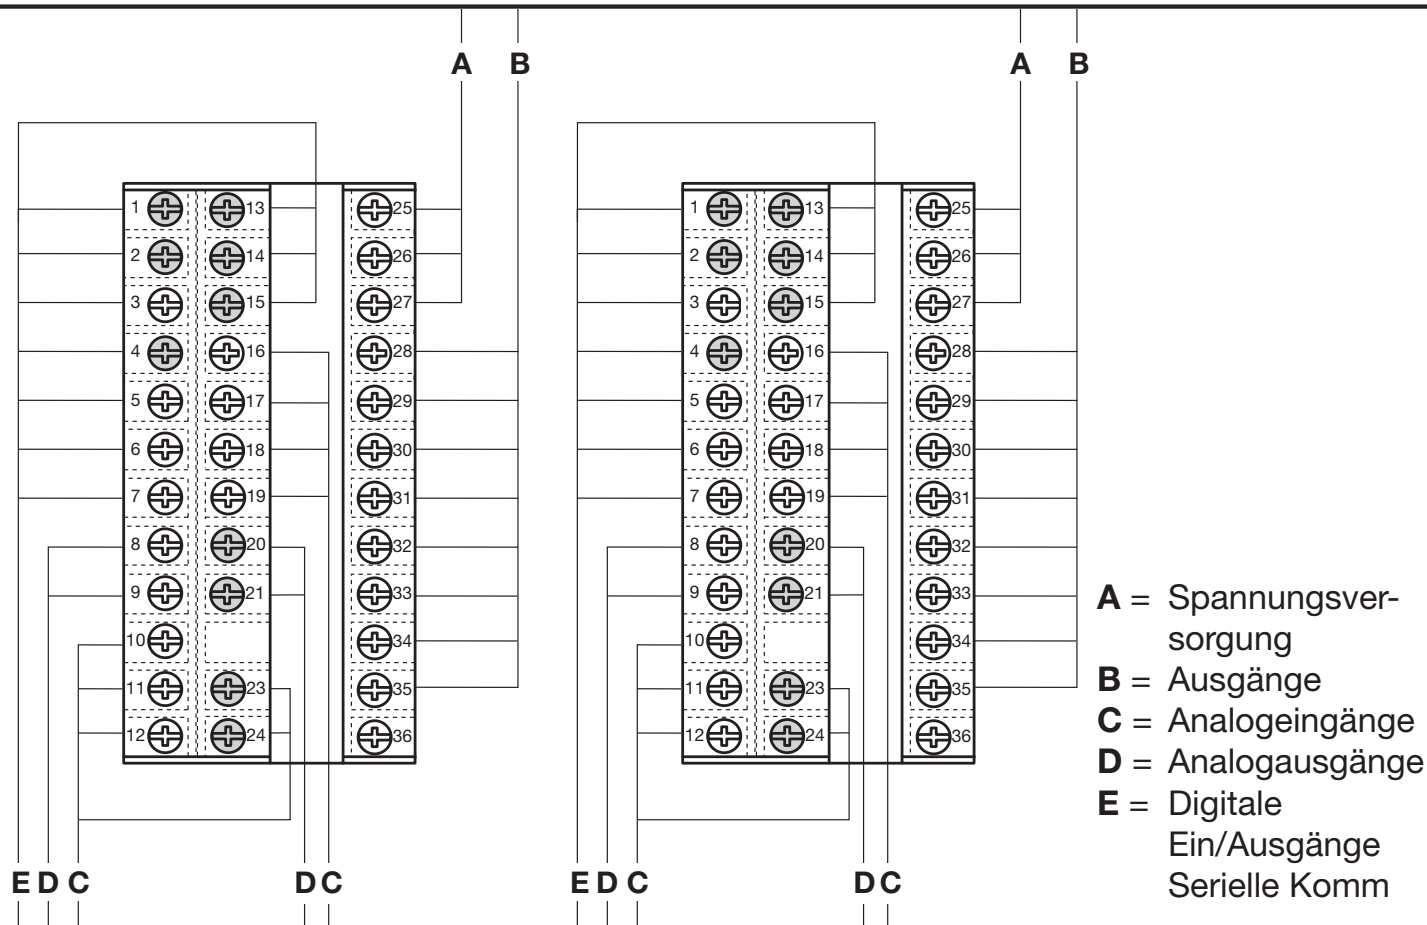 A B A B
1 13 25 1 13 25
2 14 26 2 14 26
3 15 27 3 15 27
4 16 28 4 16 28
5 17 29 5 17 29
6 18 30 6 18 30
7 19 31 7 19 31
8 20 32 8 20 32
9 21 33 9 21 33
10 34 10 34
11 23 35 11 23 35
12 24 36 12 24 36
E D C D C E D C D C
A = Spannungsver-
sorgung
B = Ausgänge
C = Analogeingänge
D = Analogausgänge
E = Digitale
Ein/Ausgänge
Serielle Komm